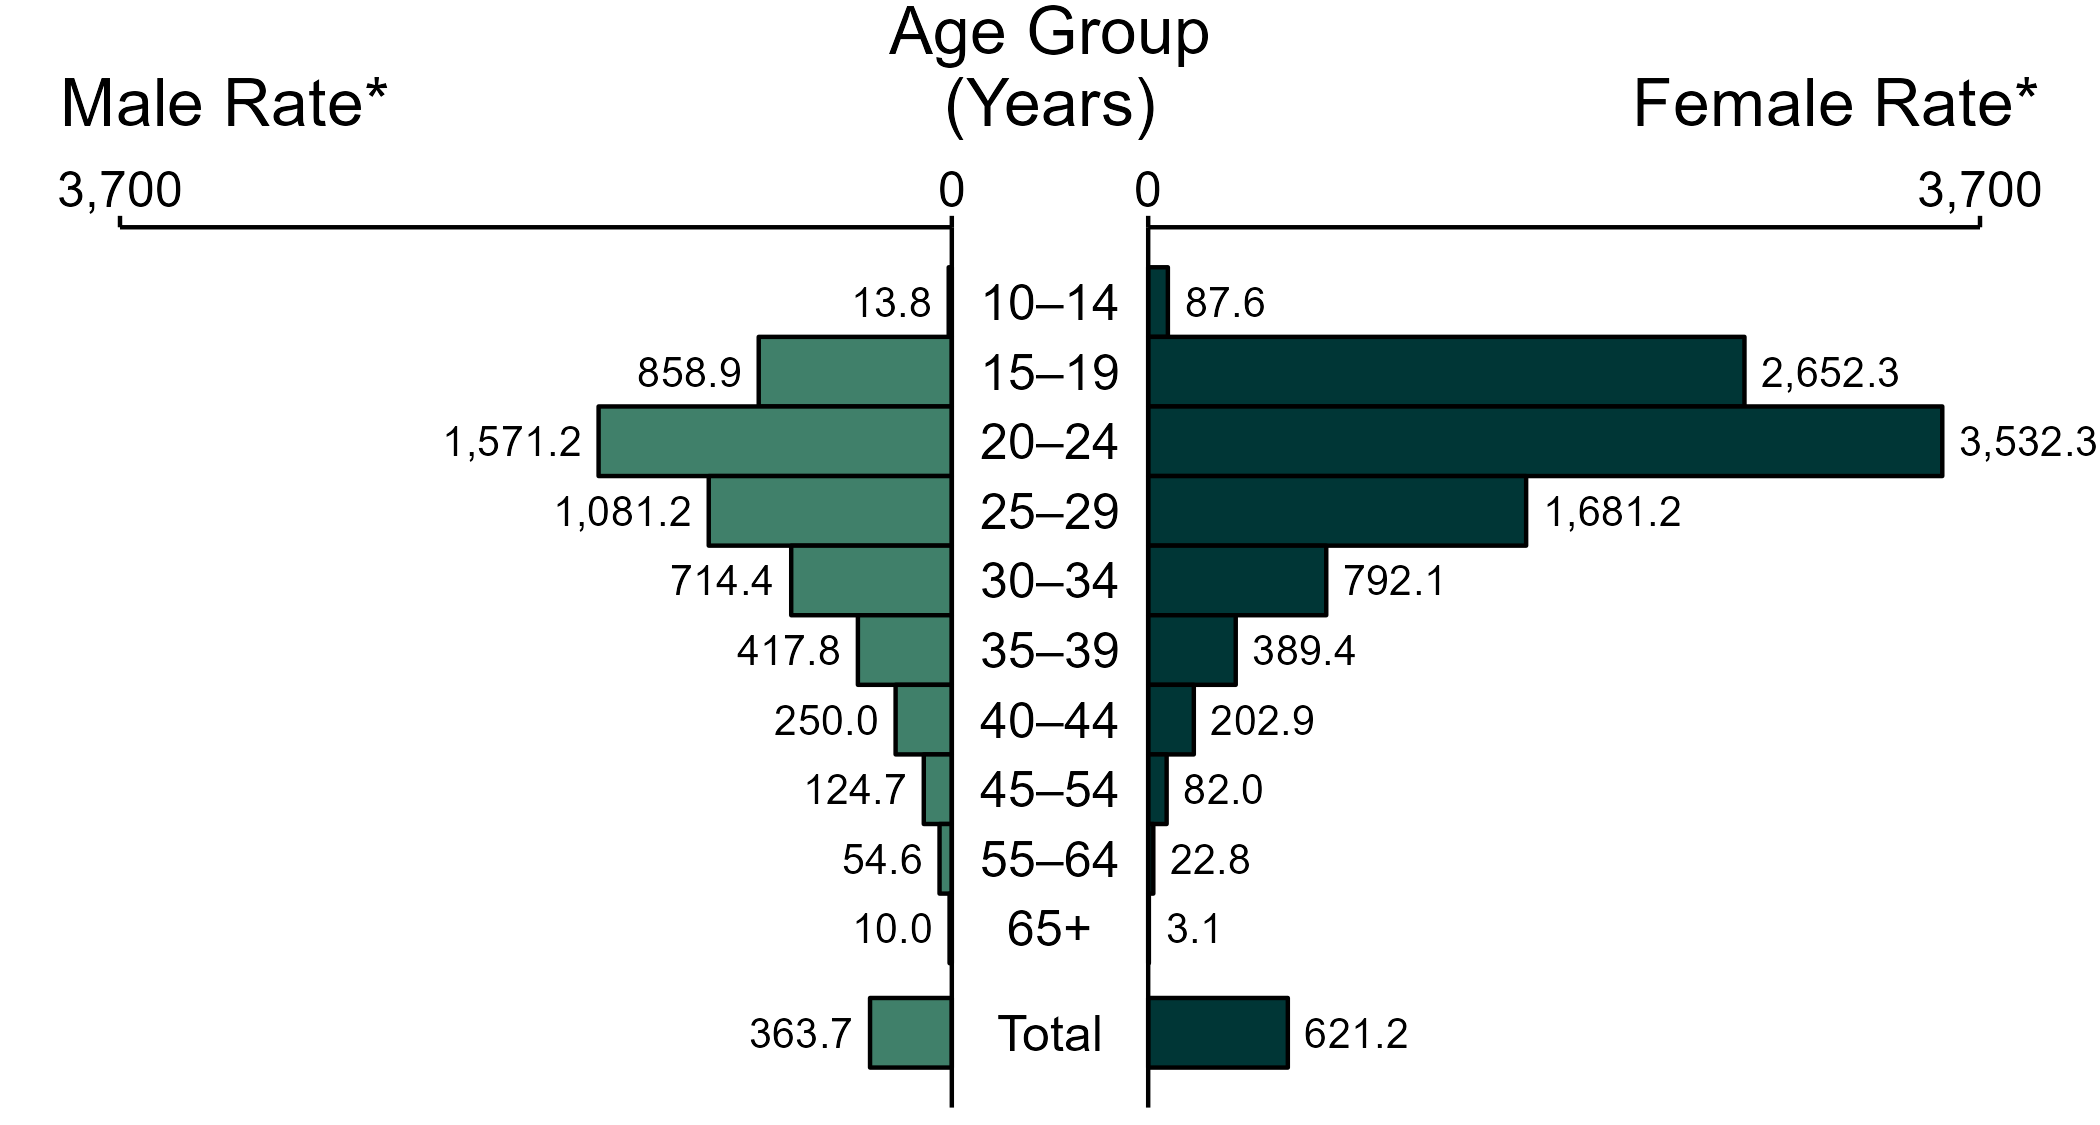 Age Group
(Years)
Male Rate*
Female Rate*
3,700 0 0 3,700
13.8 10–14 87.6
858.9 15–19 2,652.3
1,571.2 20–24 3,532.3
1,081.2 25–29 1,681.2
714.4 30–34 792.1
417.8 35–39 389.4
250.0 40–44 202.9
124.7 45–54 82.0
54.6 55–64 22.8
10.0 65+ 3.1
363.7 Total 621.2